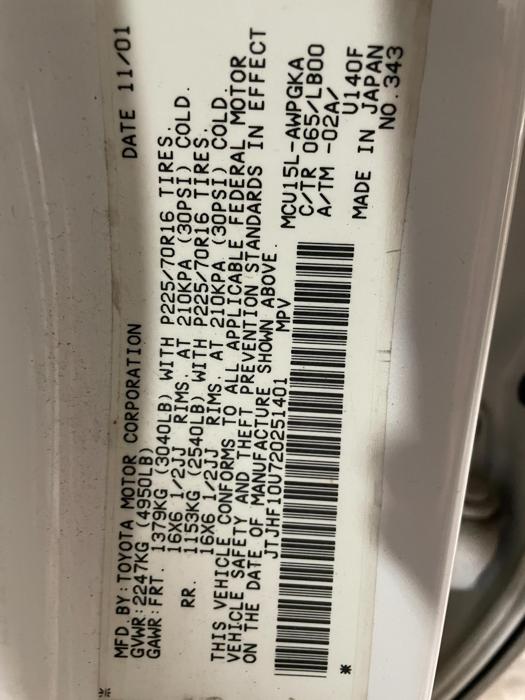 MFD. BY: TOYOTA MOTOR CORPORATION DATE 11/01
GVWR: 2247KG (4950LB)
GAWR: FRT. 1379KG (3040LB) WITH P225/70R16 TIRES.
16X6 1/2JJ RIMS. AT 210KPA (30PSI) COLD.
RR. 1153KG (2540LB) WITH P225/70R16 TIRES.
16X6 1/2JJ RIMS. AT 210KPA (30PSI) COLD.
THIS VEHICLE CONFORMS TO ALL APPLICABLE FEDERAL MOTOR
VEHICLE SAFETY AND THEFT PREVENTION STANDARDS IN EFFECT
ON THE DATE OF MANUFACTURE SHOWN ABOVE.
JTJHF10U720251401 MPV
MCU15L-AWPGKA
C/TR 065/LB00
A/TM -02A/
U140F
MADE IN JAPAN
NO.343
*